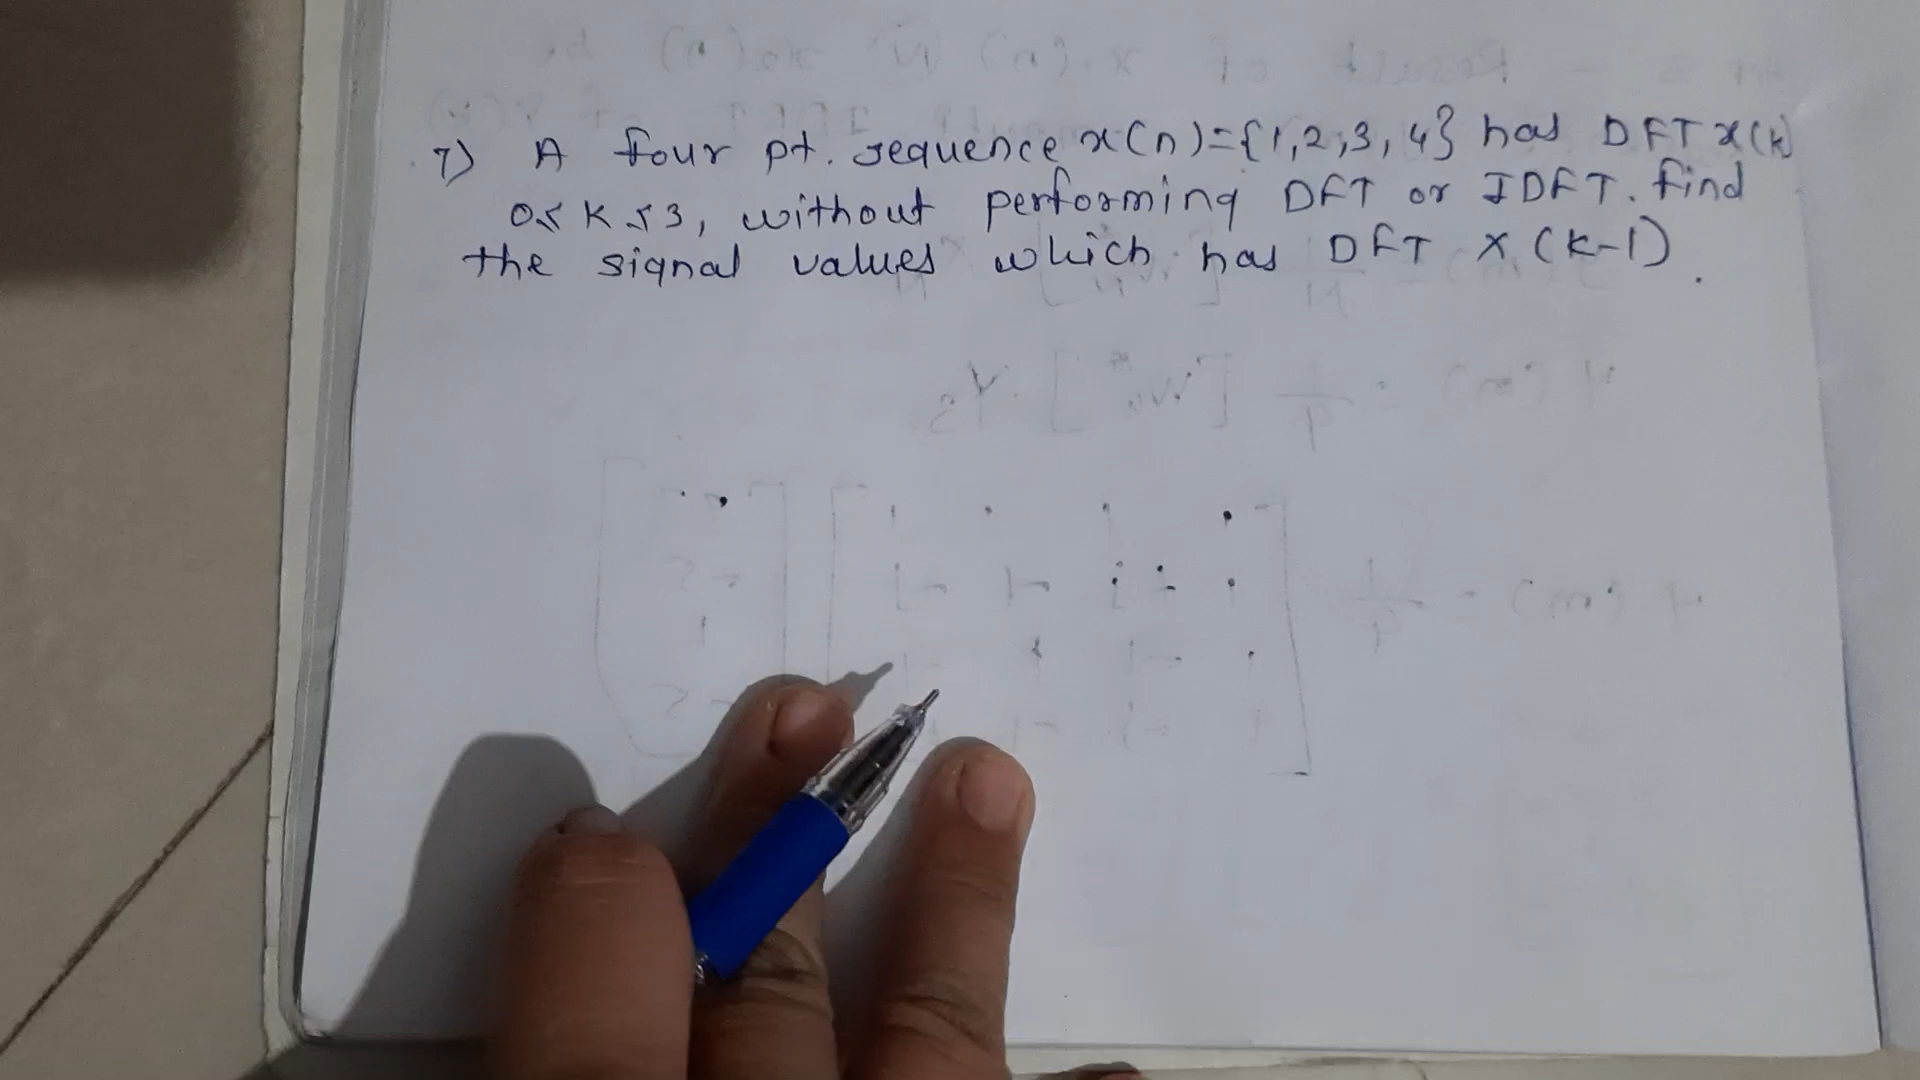 7) A four pt. sequence x(n)={1,2,3,4} has DFT x(k)
0≤k≤3, without performing DFT or IDFT. find
the signal values which has DFT x(k-1).